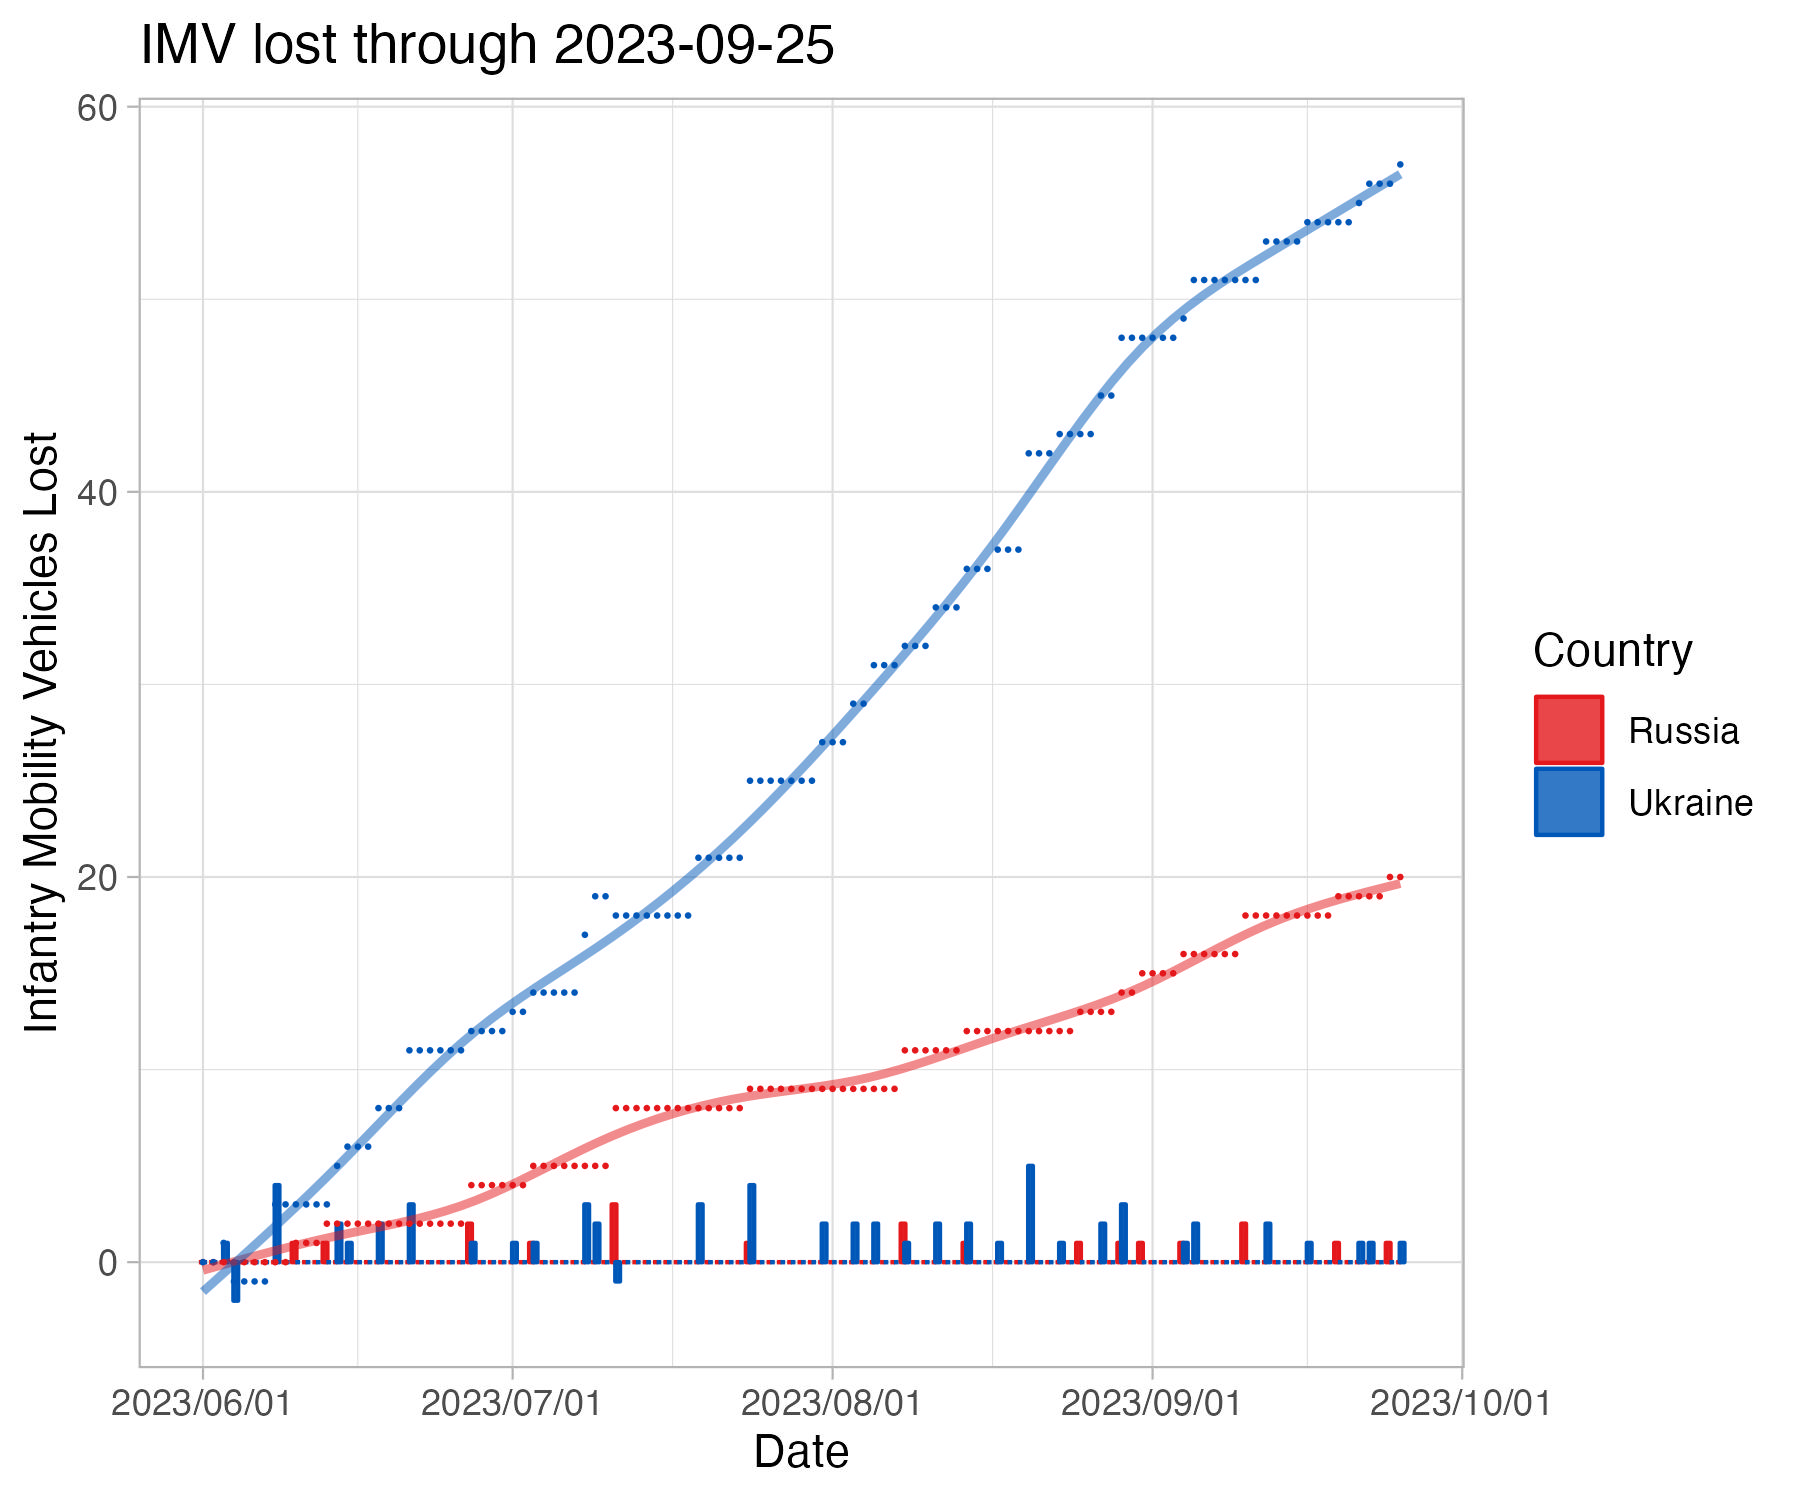 IMV lost through 2023-09-25
Infantry Mobility Vehicles Lost
60
40
20
0
2023/06/01
2023/07/01
2023/08/01
2023/09/01
2023/10/01
Date
Country
Russia
Ukraine